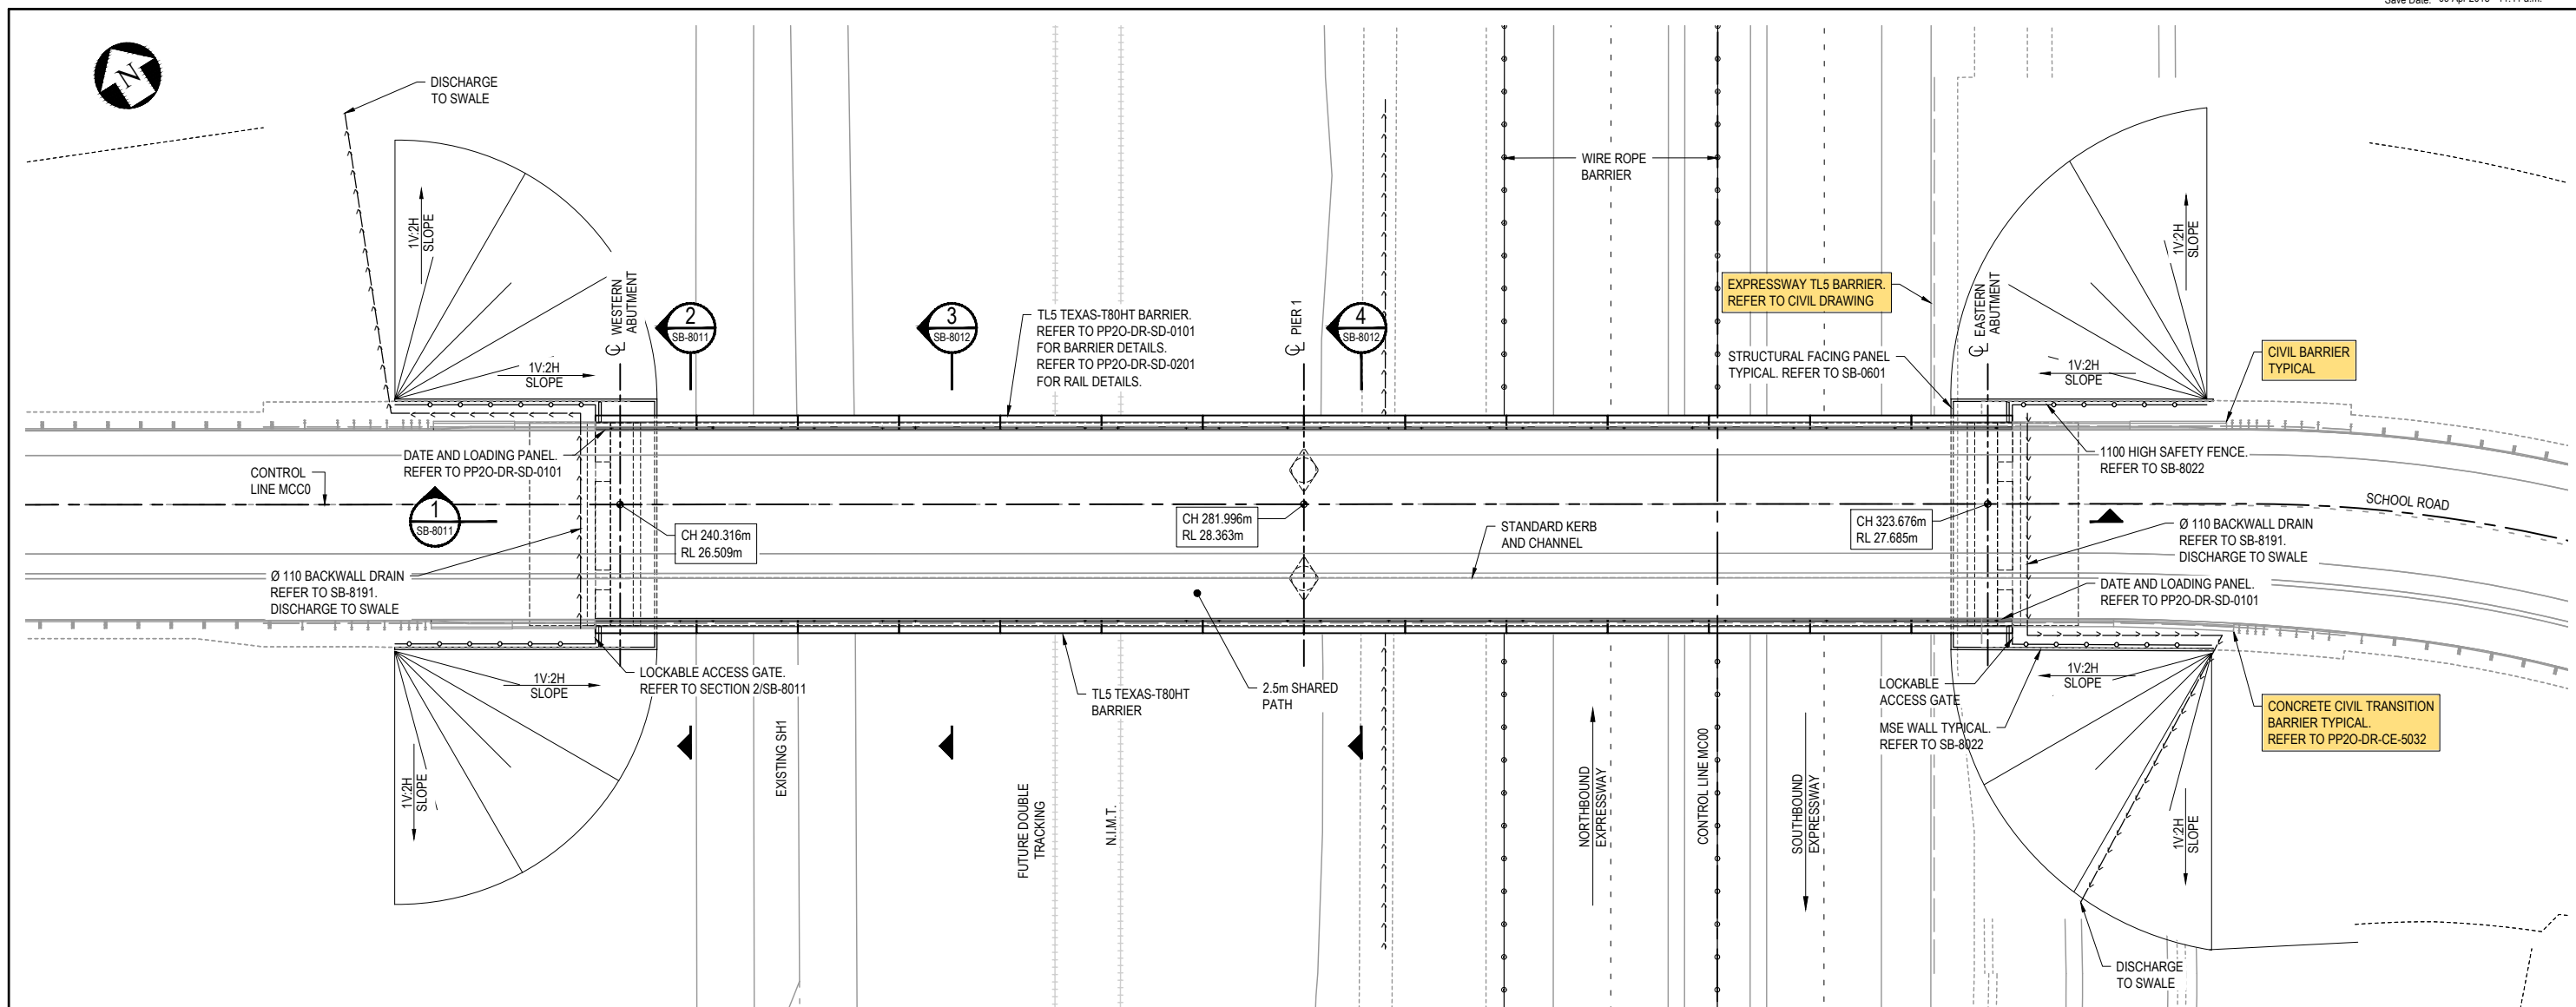 Save Date:
N
DISCHARGE
TO SWALE
1V:2H
SLOPE
1V:2H
SLOPE
WESTERN
ABUTMENT
2
SB-8011
3
SB-8012
TL5 TEXAS-T80HT BARRIER.
REFER TO PP2O-DR-SD-0101
FOR BARRIER DETAILS.
REFER TO PP2O-DR-SD-0201
FOR RAIL DETAILS.
PIER 1
4
SB-8012
WIRE ROPE
BARRIER
EXPRESSWAY TL5 BARRIER.
REFER TO CIVIL DRAWING
STRUCTURAL FACING PANEL
TYPICAL. REFER TO SB-0601
EASTERN
ABUTMENT
1V:2H
SLOPE
1V:2H
SLOPE
CIVIL BARRIER
TYPICAL
DATE AND LOADING PANEL.
REFER TO PP2O-DR-SD-0101
CONTROL
LINE MCC0
1
SB-8011
CH 240.316m
RL 26.509m
CH 281.996m
RL 28.363m
STANDARD KERB
AND CHANNEL
CH 323.676m
RL 27.685m
1100 HIGH SAFETY FENCE.
REFER TO SB-8022
SCHOOL ROAD
Ø 110 BACKWALL DRAIN
REFER TO SB-8191.
DISCHARGE TO SWALE
Ø 110 BACKWALL DRAIN
REFER TO SB-8191.
DISCHARGE TO SWALE
DATE AND LOADING PANEL.
REFER TO PP2O-DR-SD-0101
LOCKABLE ACCESS GATE.
REFER TO SECTION 2/SB-8011
1V:2H
SLOPE
1V:2H
SLOPE
TL5 TEXAS-T80HT
BARRIER
2.5m SHARED
PATH
EXISTING SH1
FUTURE DOUBLE
TRACKING
N.I.M.T.
NORTHBOUND
EXPRESSWAY
CONTROL LINE MC00
SOUTHBOUND
EXPRESSWAY
LOCKABLE
ACCESS GATE
MSE WALL TYPICAL.
REFER TO SB-8022
1V:2H
SLOPE
1V:2H
SLOPE
CONCRETE CIVIL TRANSITION
BARRIER TYPICAL.
REFER TO PP2O-DR-CE-5032
DISCHARGE
TO SWALE